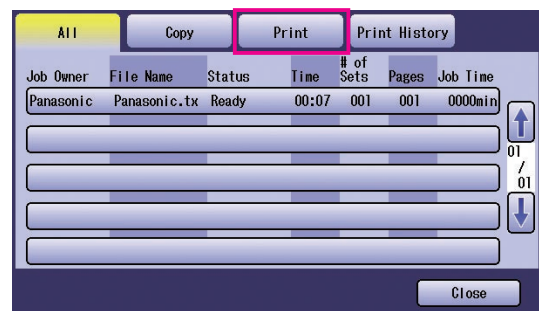 All Copy Print Print History
Job Owner File Name Status Time # of Sets Pages Job Time
Panasonic Panasonic.tx Ready 00:07 001 001 0000min
01
/
01
Close